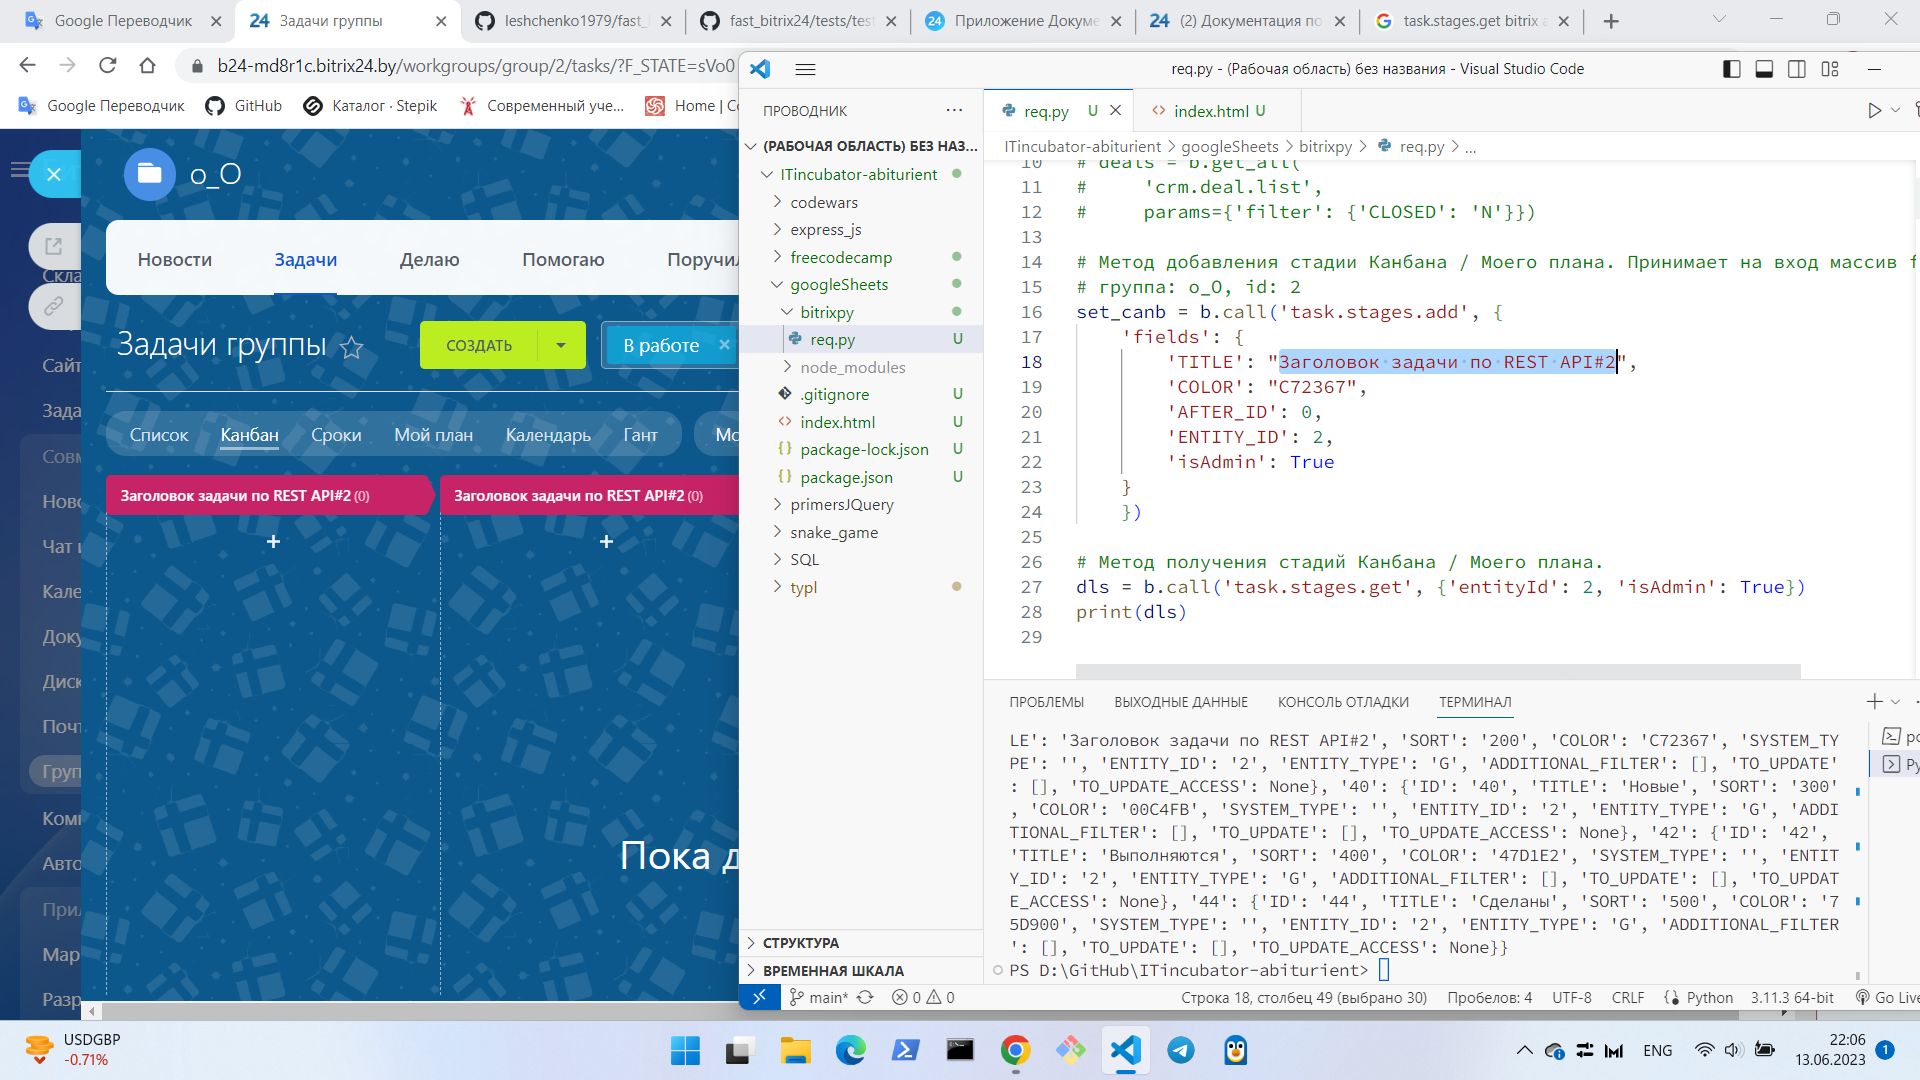 Google Переводчик
24 Задачи группы
leshchenko1979/fast_
fast_bitrix24/tests/test
24 Приложение Докуме
24 (2) Документация по
task.stages.get bitrix
b24-md8r1c.bitrix24.by/workgroups/group/2/tasks/?F_STATE=sVo0
Google Переводчик
GitHub
Каталог · Stepik
Современный уче...
Home |
o_O
Новости
Задачи
Делаю
Помогаю
Поручил
Задачи группы
СОЗДАТЬ
В работе
Список
Канбан
Сроки
Мой план
Календарь
Гант
Мо
Заголовок задачи по REST API#2 (0)
Заголовок задачи по REST API#2 (0)
Пока д
Скла
Сайт
Зада
Совм
Ново
Чат и
Кале
Доку
Диск
Почт
Груп
Комп
Авто
Прил
Мар
Разр
req.py - (Рабочая область) без названия - Visual Studio Code
ПРОВОДНИК
(РАБОЧАЯ ОБЛАСТЬ) БЕЗ НАЗ...
ITincubator-abiturient
codewars
express_js
freecodecamp
googleSheets
bitrixpy
req.py U
node_modules
.gitignore U
index.html U
package-lock.json U
package.json U
primersJQuery
snake_game
SQL
typl
СТРУКТУРА
ВРЕМЕННАЯ ШКАЛА
req.py U
index.html U
ITincubator-abiturient > googleSheets > bitrixpy > req.py > ...
10 # deals = b.get_all(
11 #     'crm.deal.list',
12 #     params={'filter': {'CLOSED': 'N'}})
13
14 # Метод добавления стадии Канбана / Моего плана. Принимает на вход массив f
15 # группа: o_O, id: 2
16 set_canb = b.call('task.stages.add', {
17     'fields': {
18         'TITLE': "Заголовок задачи по REST API#2",
19         'COLOR': "C72367",
20         'AFTER_ID': 0,
21         'ENTITY_ID': 2,
22         'isAdmin': True
23     }
24     })
25
26 # Метод получения стадий Канбана / Моего плана.
27 dls = b.call('task.stages.get', {'entityId': 2, 'isAdmin': True})
28 print(dls)
29
ПРОБЛЕМЫ
ВЫХОДНЫЕ ДАННЫЕ
КОНСОЛЬ ОТЛАДКИ
ТЕРМИНАЛ
LE': 'Заголовок задачи по REST API#2', 'SORT': '200', 'COLOR': 'C72367', 'SYSTEM_TY
PE': '', 'ENTITY_ID': '2', 'ENTITY_TYPE': 'G', 'ADDITIONAL_FILTER': [], 'TO_UPDATE'
: [], 'TO_UPDATE_ACCESS': None}, '40': {'ID': '40', 'TITLE': 'Новые', 'SORT': '300'
, 'COLOR': '00C4FB', 'SYSTEM_TYPE': '', 'ENTITY_ID': '2', 'ENTITY_TYPE': 'G', 'ADDI
TIONAL_FILTER': [], 'TO_UPDATE': [], 'TO_UPDATE_ACCESS': None}, '42': {'ID': '42',
'TITLE': 'Выполняются', 'SORT': '400', 'COLOR': '47D1E2', 'SYSTEM_TYPE': '', 'ENTIT
Y_ID': '2', 'ENTITY_TYPE': 'G', 'ADDITIONAL_FILTER': [], 'TO_UPDATE': [], 'TO_UPDAT
E_ACCESS': None}, '44': {'ID': '44', 'TITLE': 'Сделаны', 'SORT': '500', 'COLOR': '7
5D900', 'SYSTEM_TYPE': '', 'ENTITY_ID': '2', 'ENTITY_TYPE': 'G', 'ADDITIONAL_FILTER
': [], 'TO_UPDATE': [], 'TO_UPDATE_ACCESS': None}}
PS D:\GitHub\ITincubator-abiturient>
po
Py
main*
0
0
Строка 18, столбец 49 (выбрано 30)
Пробелов: 4
UTF-8
CRLF
Python
3.11.3 64-bit
Go Live
USDGBP
-0.71%
ENG
22:06
13.06.2023
1